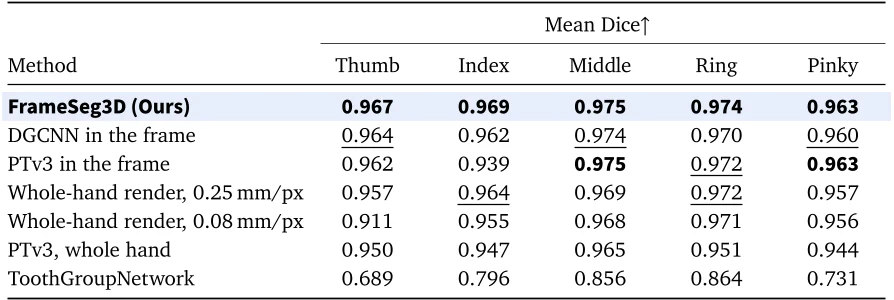 Mean Dice↑
Method Thumb Index Middle Ring Pinky
FrameSeg3D (Ours) 0.967 0.969 0.975 0.974 0.963
DGCNN in the frame 0.964 0.962 0.974 0.970 0.960
PTv3 in the frame 0.962 0.939 0.975 0.972 0.963
Whole-hand render, 0.25 mm/px 0.957 0.964 0.969 0.972 0.957
Whole-hand render, 0.08 mm/px 0.911 0.955 0.968 0.971 0.956
PTv3, whole hand 0.950 0.947 0.965 0.951 0.944
ToothGroupNetwork 0.689 0.796 0.856 0.864 0.731